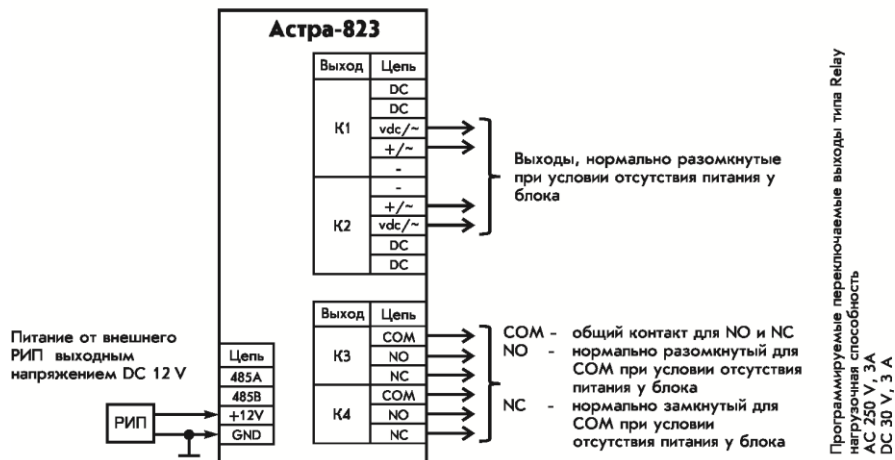 Астра-823
Выход Цепь
К1
DC
DC
vdc/~
+/~
-
К2
-
+/~
vdc/~
DC
DC
Выходы, нормально разомкнутые
при условии отсутствия питания у
блока
Выход Цепь
К3
COM
NO
NC
К4
COM
NO
NC
COM - общий контакт для NO и NC
NO - нормально разомкнутый для
COM при условии отсутствия
питания у блока
NC - нормально замкнутый для
COM при условии
отсутствия питания у блока
Питание от внешнего
РИП выходным
напряжением DC 12 V
РИП
Цепь
485A
485B
+12V
GND
Программируемые переключаемые выходы типа Relay
нагрузочная способность
AC 250 V, 3A
DC 30 V, 3 A